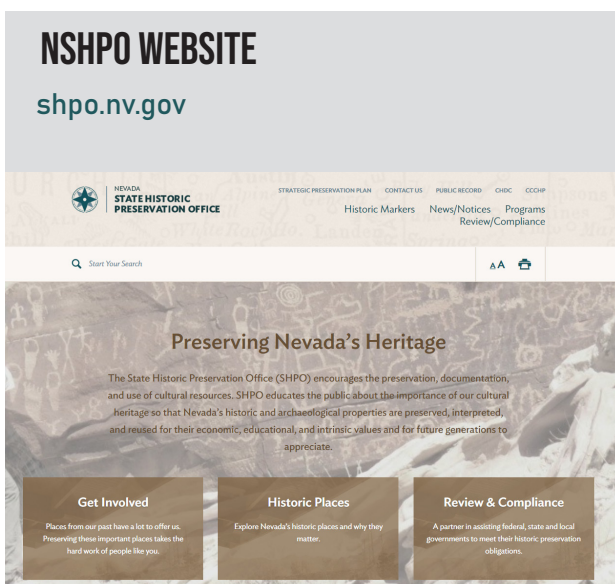 NSHPO WEBSITE
shpo.nv.gov
NEVADA
STATE HISTORIC
PRESERVATION OFFICE
STRATEGIC PRESERVATION PLAN CONTACT US PUBLIC RECORD CHDC CCCHP
Historic Markers News/Notices Programs
Review/Compliance
Start Your Search
A A
Preserving Nevada's Heritage
The State Historic Preservation Office (SHPO) encourages the preservation, documentation,
and use of cultural resources. SHPO educates the public about the importance of our cultural
heritage so that Nevada's historic and archaeological properties are preserved, interpreted,
and reused for their economic, educational, and intrinsic values and for future generations to
appreciate.
Get Involved
Places from our past have a lot to offer us.
Preserving these important places takes the
hard work of people like you.
Historic Places
Explore Nevada's historic places and why they
matter.
Review & Compliance
A partner in assisting federal, state and local
governments to meet their historic preservation
obligations.